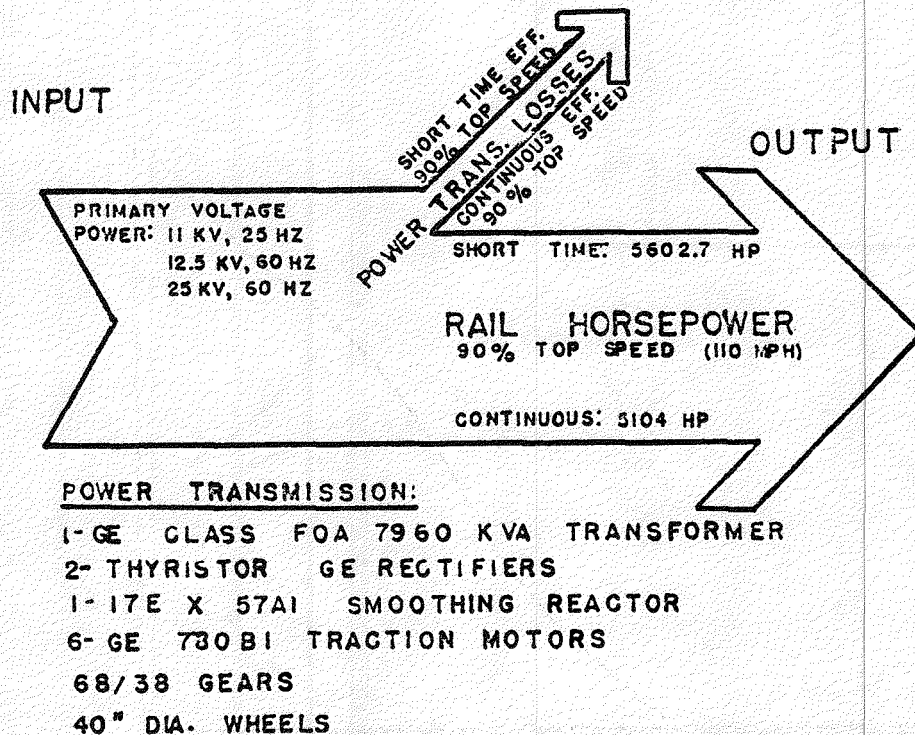 INPUT
SHORT TIME EFF.
90% TOP SPEED
POWER TRANS. LOSSES
CONTINUOUS EFF.
90% TOP SPEED
OUTPUT
PRIMARY VOLTAGE
POWER: 11 KV, 25 HZ
12.5 KV, 60 HZ
25 KV, 60 HZ
SHORT TIME: 5602.7 HP
RAIL HORSEPOWER
90% TOP SPEED (110 MPH)
CONTINUOUS: 5104 HP
POWER TRANSMISSION:
1-GE CLASS FOA 7960 KVA TRANSFORMER
2- THYRISTOR GE RECTIFIERS
1- 17E X 57A1 SMOOTHING REACTOR
6- GE 730B1 TRACTION MOTORS
68/38 GEARS
40" DIA. WHEELS